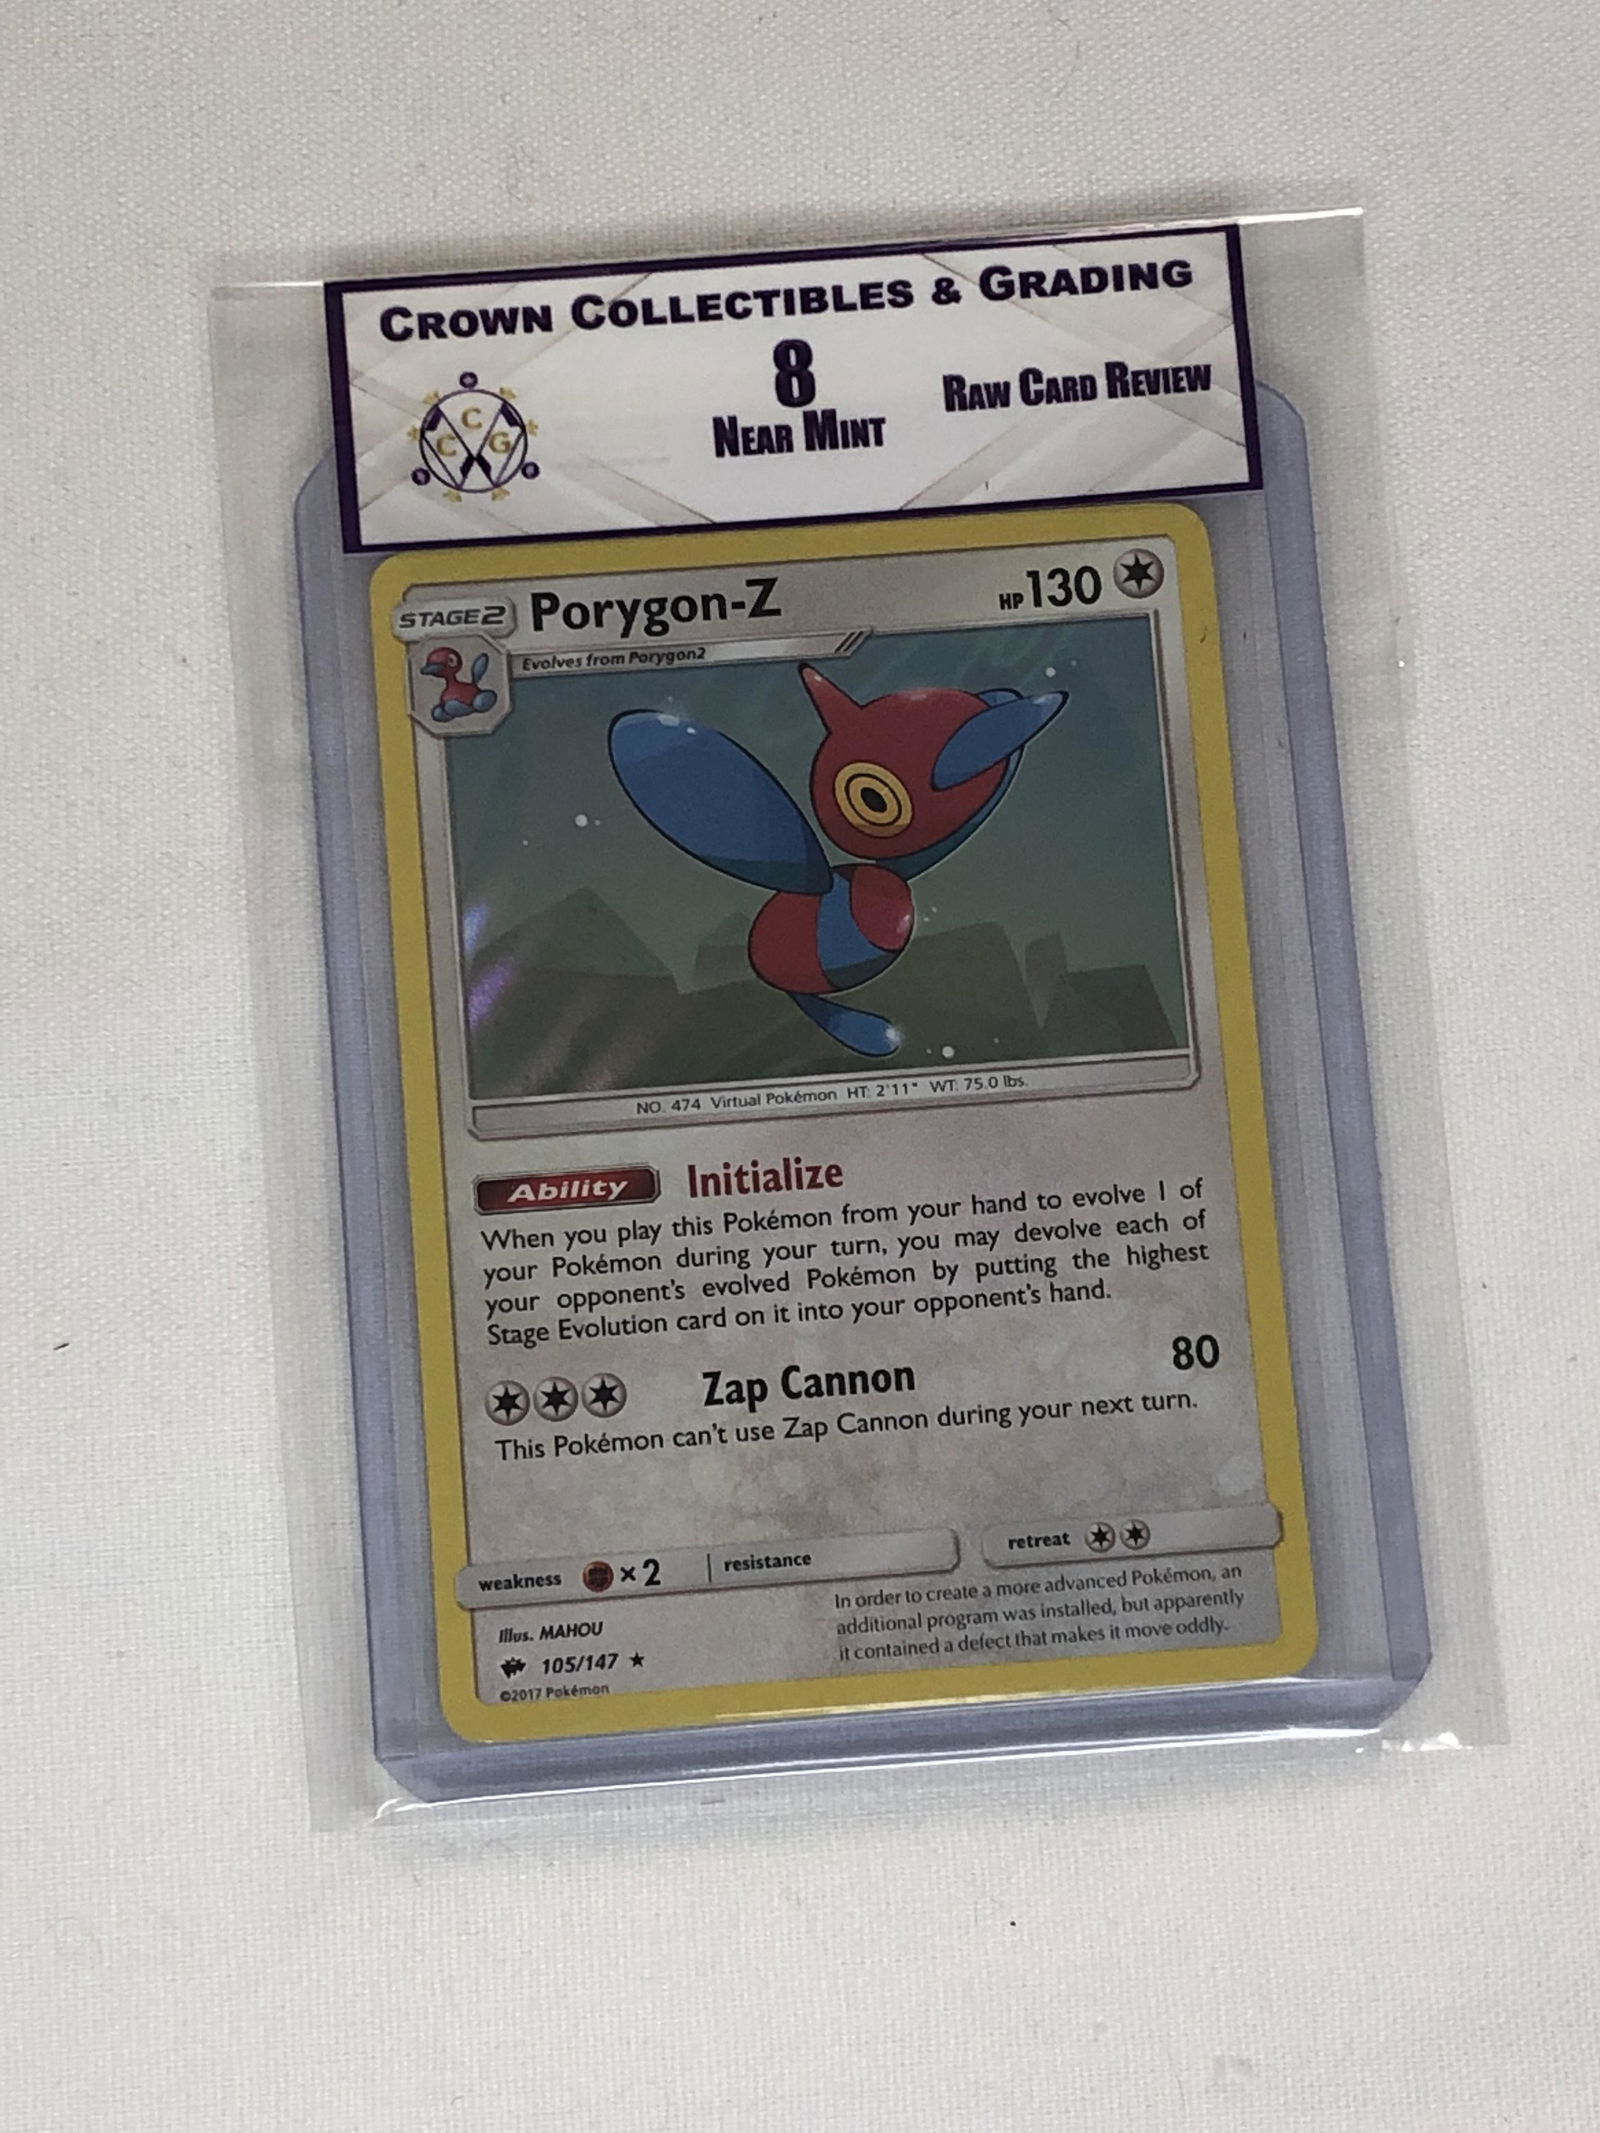 CROWN COLLECTIBLES & GRADING
8
NEAR MINT
RAW CARD REVIEW
C
C G
STAGE 2
Porygon-Z
HP 130
Evolves from Porygon2
NO. 474 Virtual Pokémon HT: 2'11" WT: 75.0 lbs.
Ability Initialize
When you play this Pokémon from your hand to evolve 1 of
your Pokémon during your turn, you may devolve each of
your opponent's evolved Pokémon by putting the highest
Stage Evolution card on it into your opponent's hand.
Zap Cannon 80
This Pokémon can't use Zap Cannon during your next turn.
weakness ×2 resistance
retreat
In order to create a more advanced Pokémon, an
additional program was installed, but apparently
it contained a defect that makes it move oddly.
Illus. MAHOU
105/147 ★
©2017 Pokémon